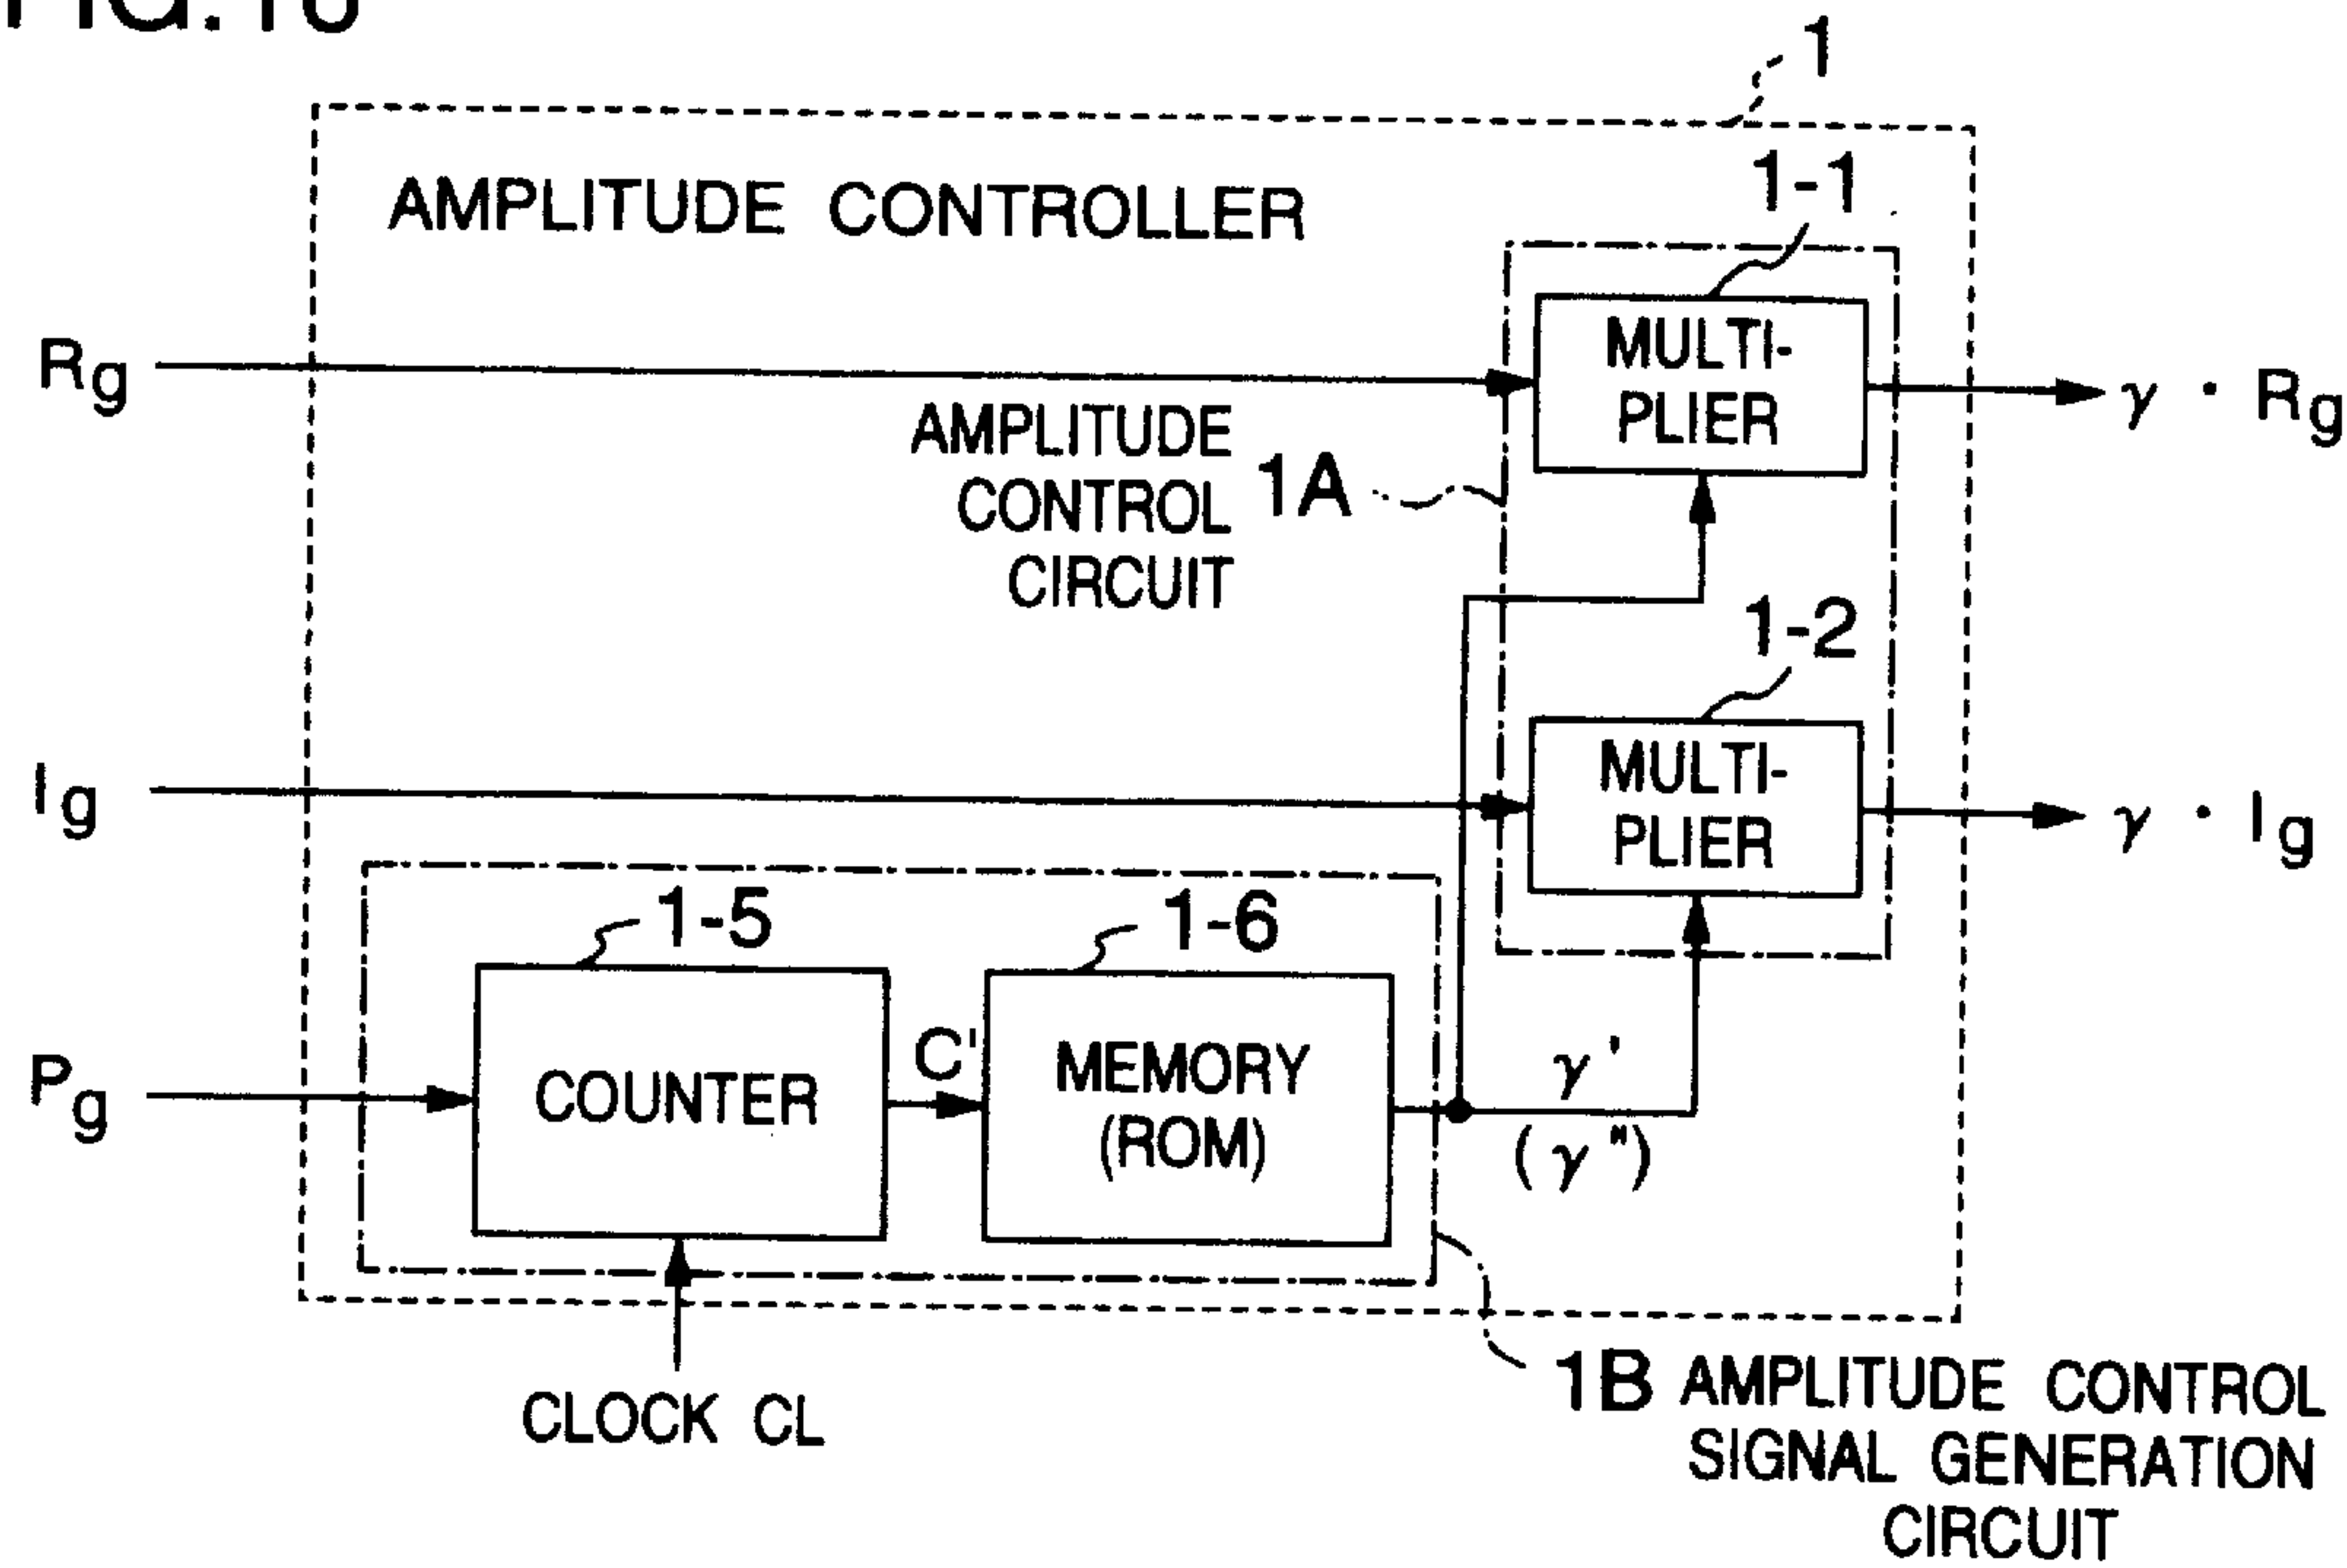 1
AMPLITUDE CONTROLLER
1-1
Rg
MULTI-
PLIER
γ · Rg
AMPLITUDE
CONTROL
CIRCUIT
1A
1-2
Ig
MULTI-
PLIER
γ · Ig
1-5
1-6
Pg
COUNTER
C'
MEMORY
(ROM)
γ'
(γ")
CLOCK CL
1B AMPLITUDE CONTROL
SIGNAL GENERATION
CIRCUIT